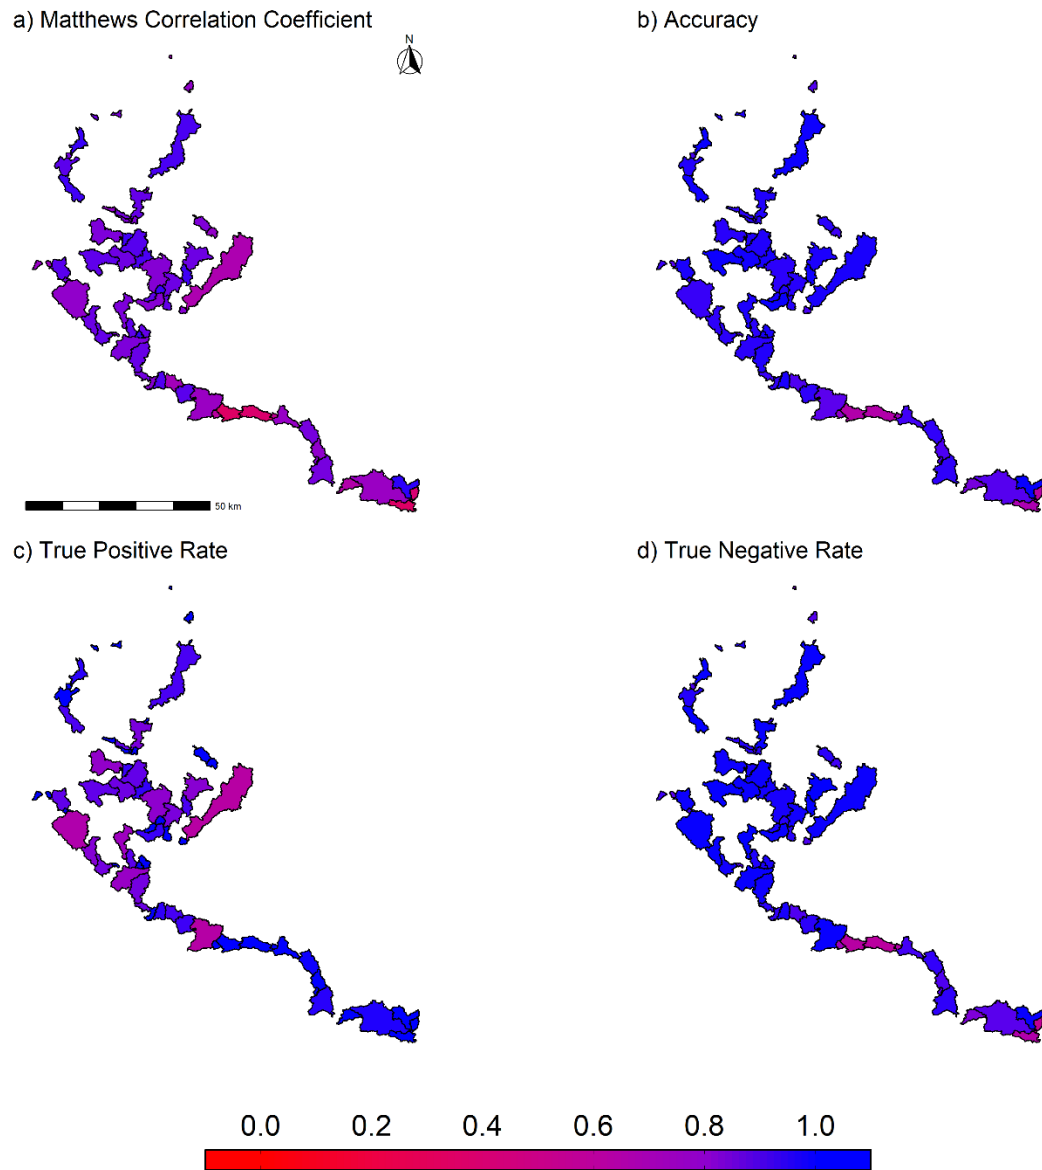 a) Matthews Correlation Coefficient
b) Accuracy
N
50 km
c) True Positive Rate
d) True Negative Rate
0.0 0.2 0.4 0.6 0.8 1.0